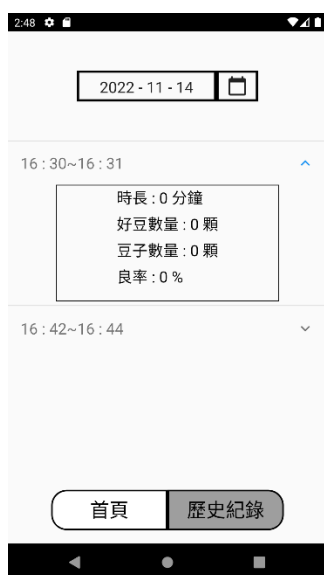 2:48
2022 - 11 - 14
16 : 30~16 : 31
時長 : 0 分鐘
好豆數量 : 0 顆
豆子數量 : 0 顆
良率 : 0 %
16 : 42~16 : 44
首頁 歷史紀錄